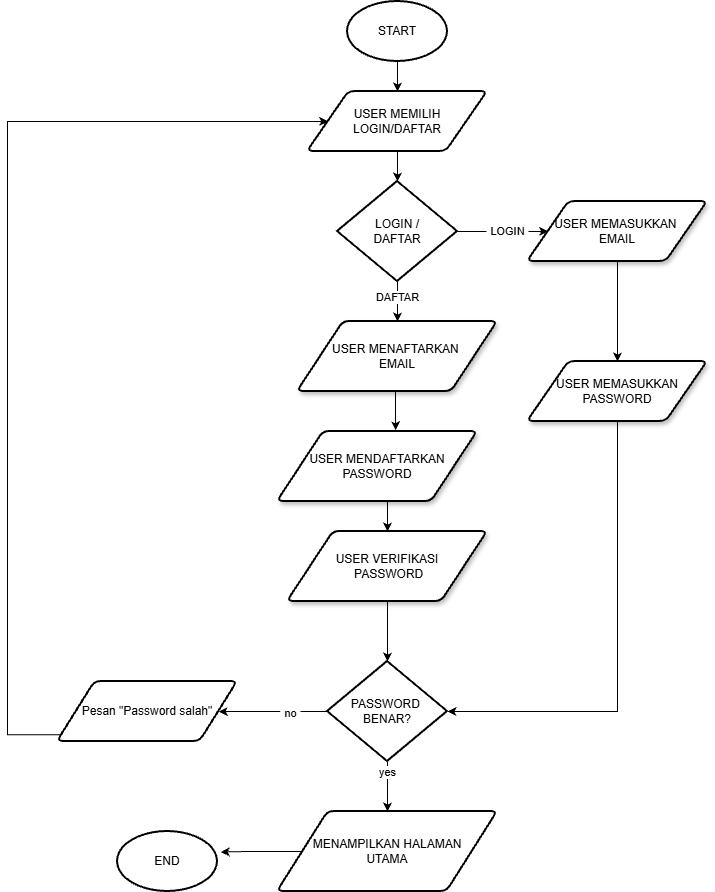 START
USER MEMILIH
LOGIN/DAFTAR
LOGIN /
DAFTAR
LOGIN
USER MEMASUKKAN
EMAIL
DAFTAR
USER MENAFTARKAN
EMAIL
USER MEMASUKKAN
PASSWORD
USER MENDAFTARKAN
PASSWORD
USER VERIFIKASI
PASSWORD
PASSWORD
BENAR?
no
Pesan "Password salah"
yes
MENAMPILKAN HALAMAN
UTAMA
END